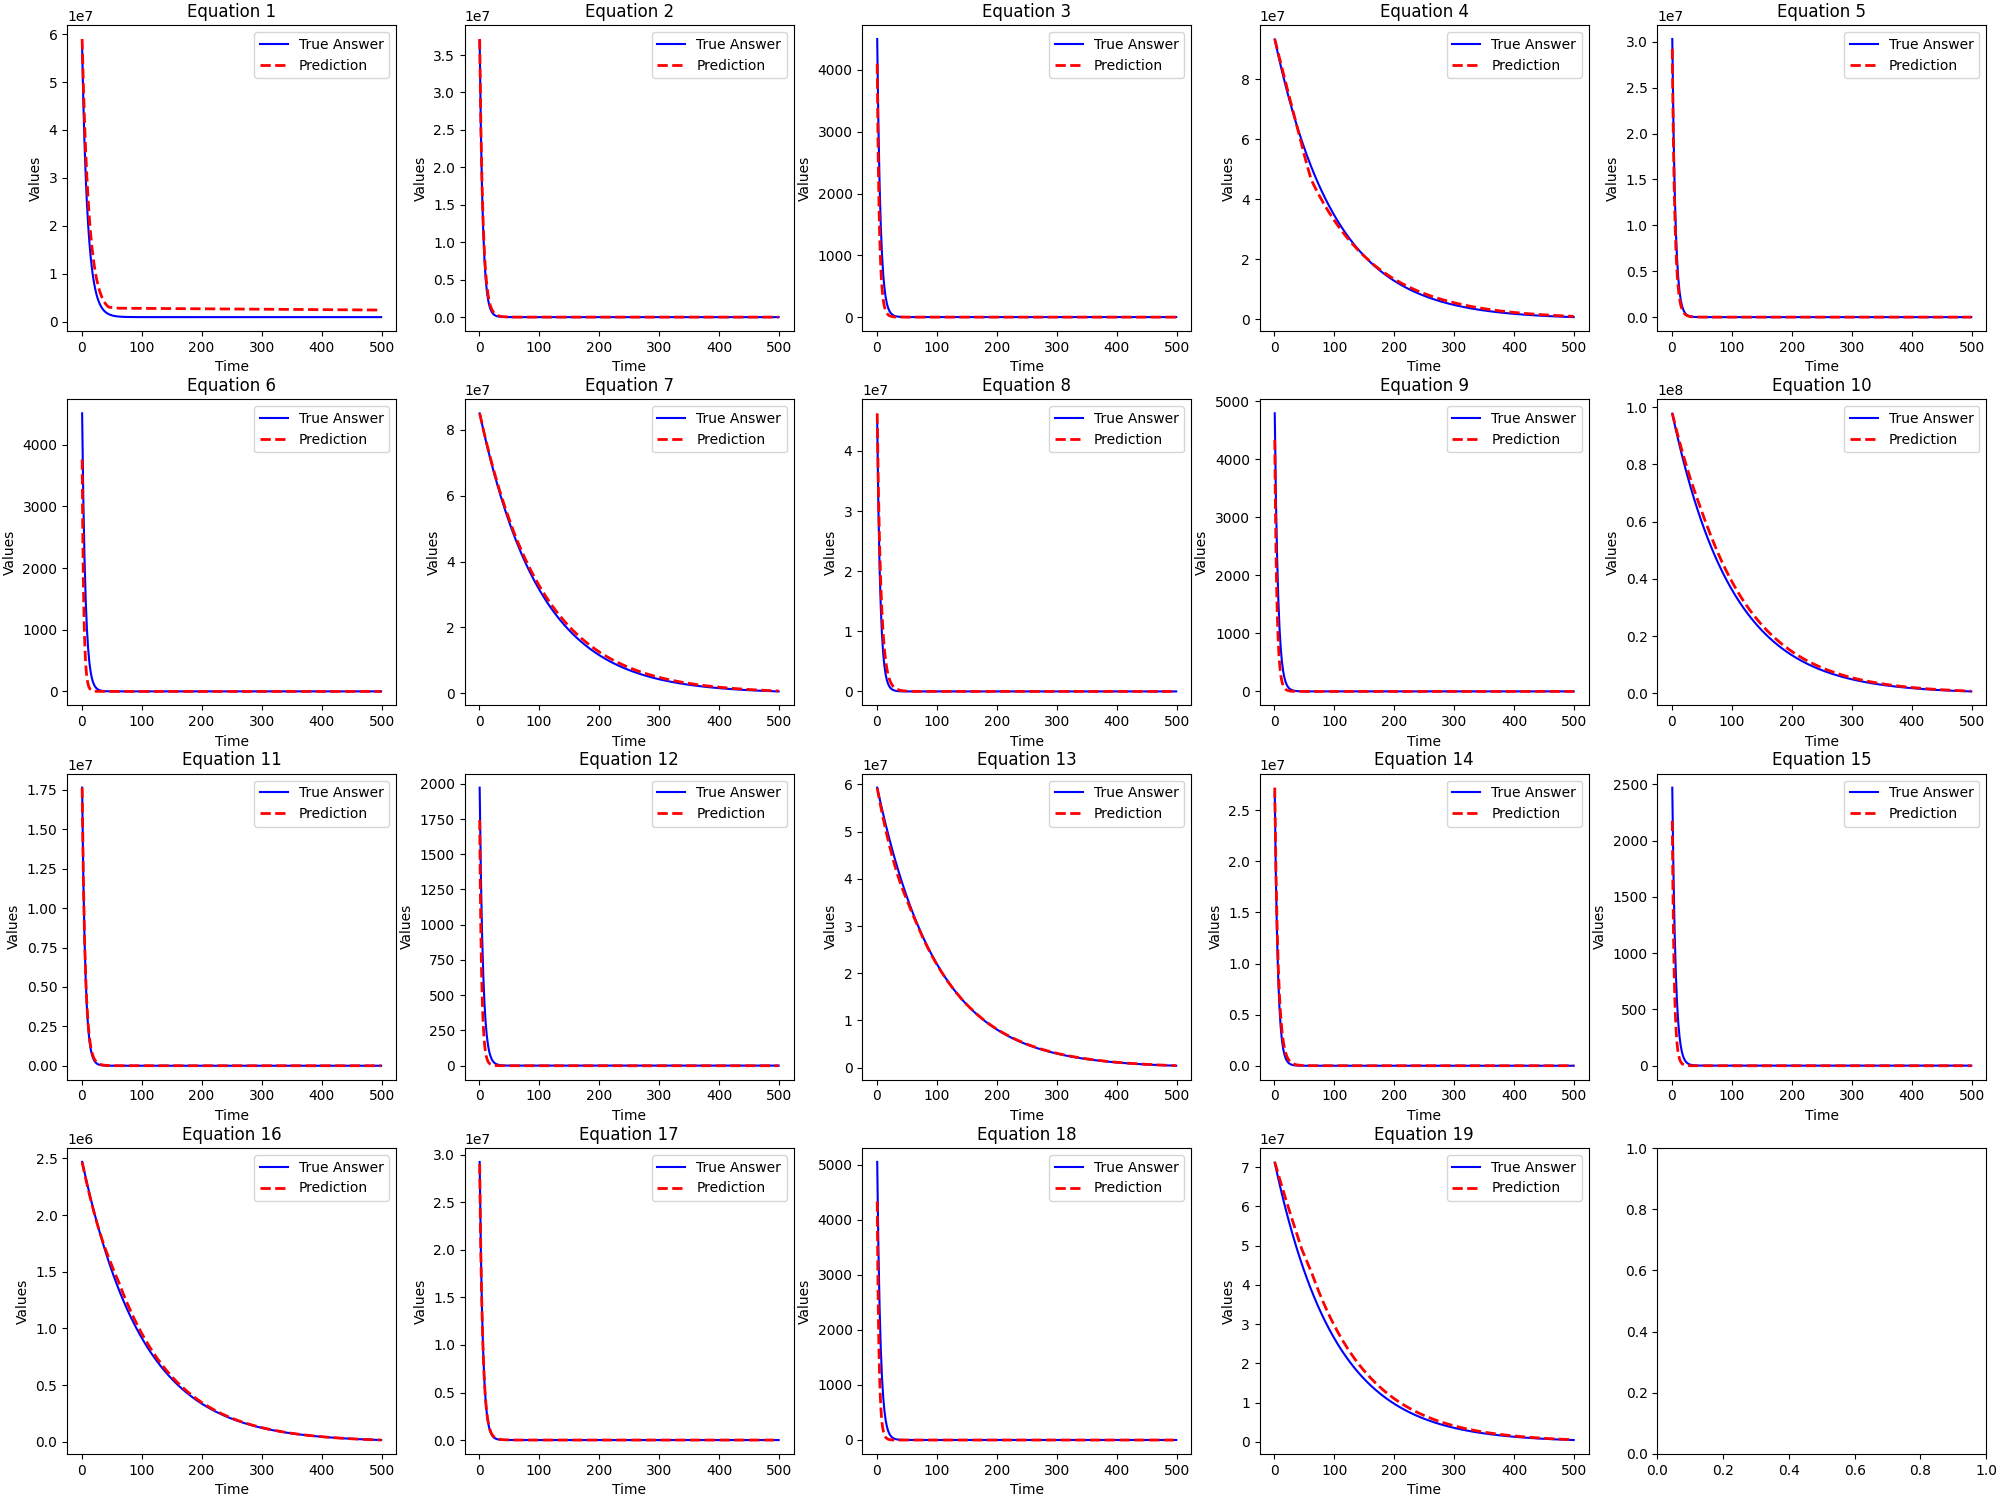 Equation 1
1e7
True Answer
Prediction
6
5
4
3
2
1
0
Values
0 100 200 300 400 500
Time
Equation 2
1e7
True Answer
Prediction
3.5
3.0
2.5
2.0
1.5
1.0
0.5
0.0
Values
0 100 200 300 400 500
Time
Equation 3
True Answer
Prediction
4000
3000
2000
1000
0
Values
0 100 200 300 400 500
Time
Equation 4
1e7
True Answer
Prediction
8
6
4
2
0
Values
0 100 200 300 400 500
Time
Equation 5
1e7
True Answer
Prediction
3.0
2.5
2.0
1.5
1.0
0.5
0.0
Values
0 100 200 300 400 500
Time
Equation 6
True Answer
Prediction
4000
3000
2000
1000
0
Values
0 100 200 300 400 500
Time
Equation 7
1e7
True Answer
Prediction
8
6
4
2
0
Values
0 100 200 300 400 500
Time
Equation 8
1e7
True Answer
Prediction
4
3
2
1
0
Values
0 100 200 300 400 500
Time
Equation 9
True Answer
Prediction
5000
4000
3000
2000
1000
0
Values
0 100 200 300 400 500
Time
Equation 10
1e8
True Answer
Prediction
1.0
0.8
0.6
0.4
0.2
0.0
Values
0 100 200 300 400 500
Time
Equation 11
1e7
True Answer
Prediction
1.75
1.50
1.25
1.00
0.75
0.50
0.25
0.00
Values
0 100 200 300 400 500
Time
Equation 12
True Answer
Prediction
2000
1750
1500
1250
1000
750
500
250
0
Values
0 100 200 300 400 500
Time
Equation 13
1e7
True Answer
Prediction
6
5
4
3
2
1
0
Values
0 100 200 300 400 500
Time
Equation 14
1e7
True Answer
Prediction
2.5
2.0
1.5
1.0
0.5
0.0
Values
0 100 200 300 400 500
Time
Equation 15
True Answer
Prediction
2500
2000
1500
1000
500
0
Values
0 100 200 300 400 500
Time
Equation 16
1e6
True Answer
Prediction
2.5
2.0
1.5
1.0
0.5
0.0
Values
0 100 200 300 400 500
Time
Equation 17
1e7
True Answer
Prediction
3.0
2.5
2.0
1.5
1.0
0.5
0.0
Values
0 100 200 300 400 500
Time
Equation 18
True Answer
Prediction
5000
4000
3000
2000
1000
0
Values
0 100 200 300 400 500
Time
Equation 19
1e7
True Answer
Prediction
7
6
5
4
3
2
1
0
Values
0 100 200 300 400 500
Time
1.0
0.8
0.6
0.4
0.2
0.0
0.0 0.2 0.4 0.6 0.8 1.0